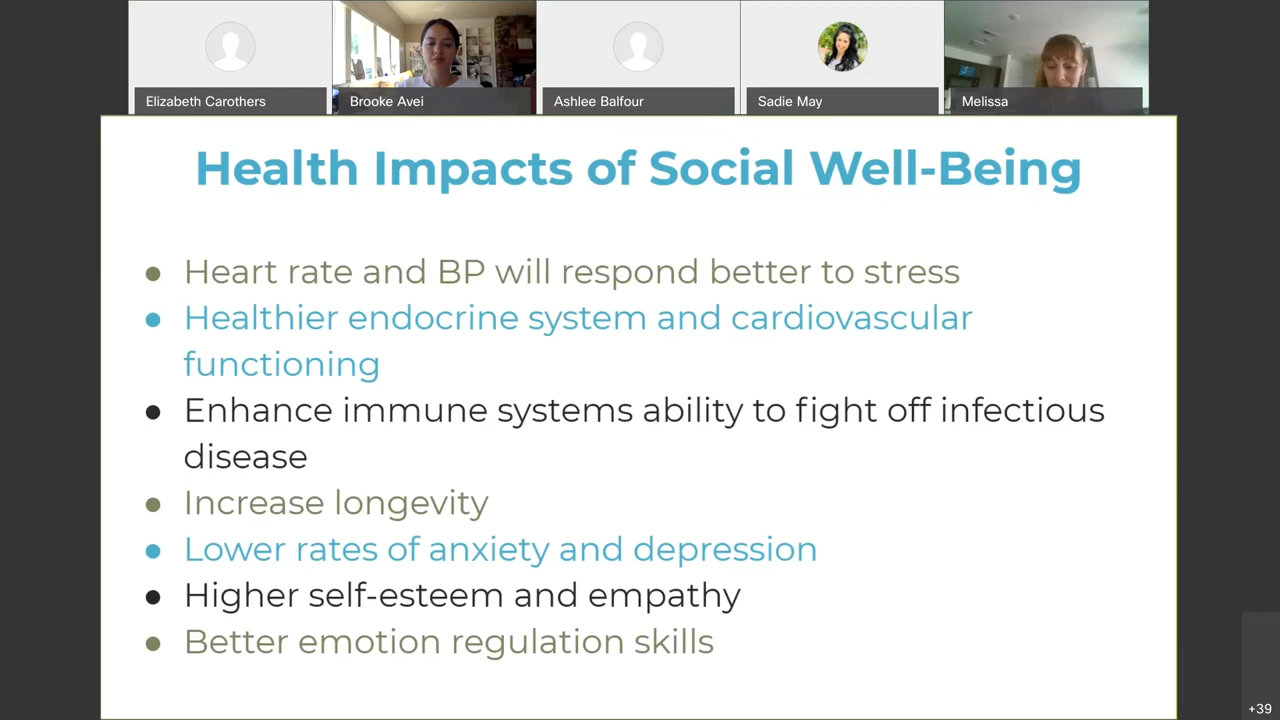 Elizabeth Carothers
Brooke Avei
Ashlee Balfour
Sadie May
Melissa
Health Impacts of Social Well-Being
● Heart rate and BP will respond better to stress
● Healthier endocrine system and cardiovascular
functioning
● Enhance immune systems ability to fight off infectious
disease
● Increase longevity
● Lower rates of anxiety and depression
● Higher self-esteem and empathy
● Better emotion regulation skills
+39